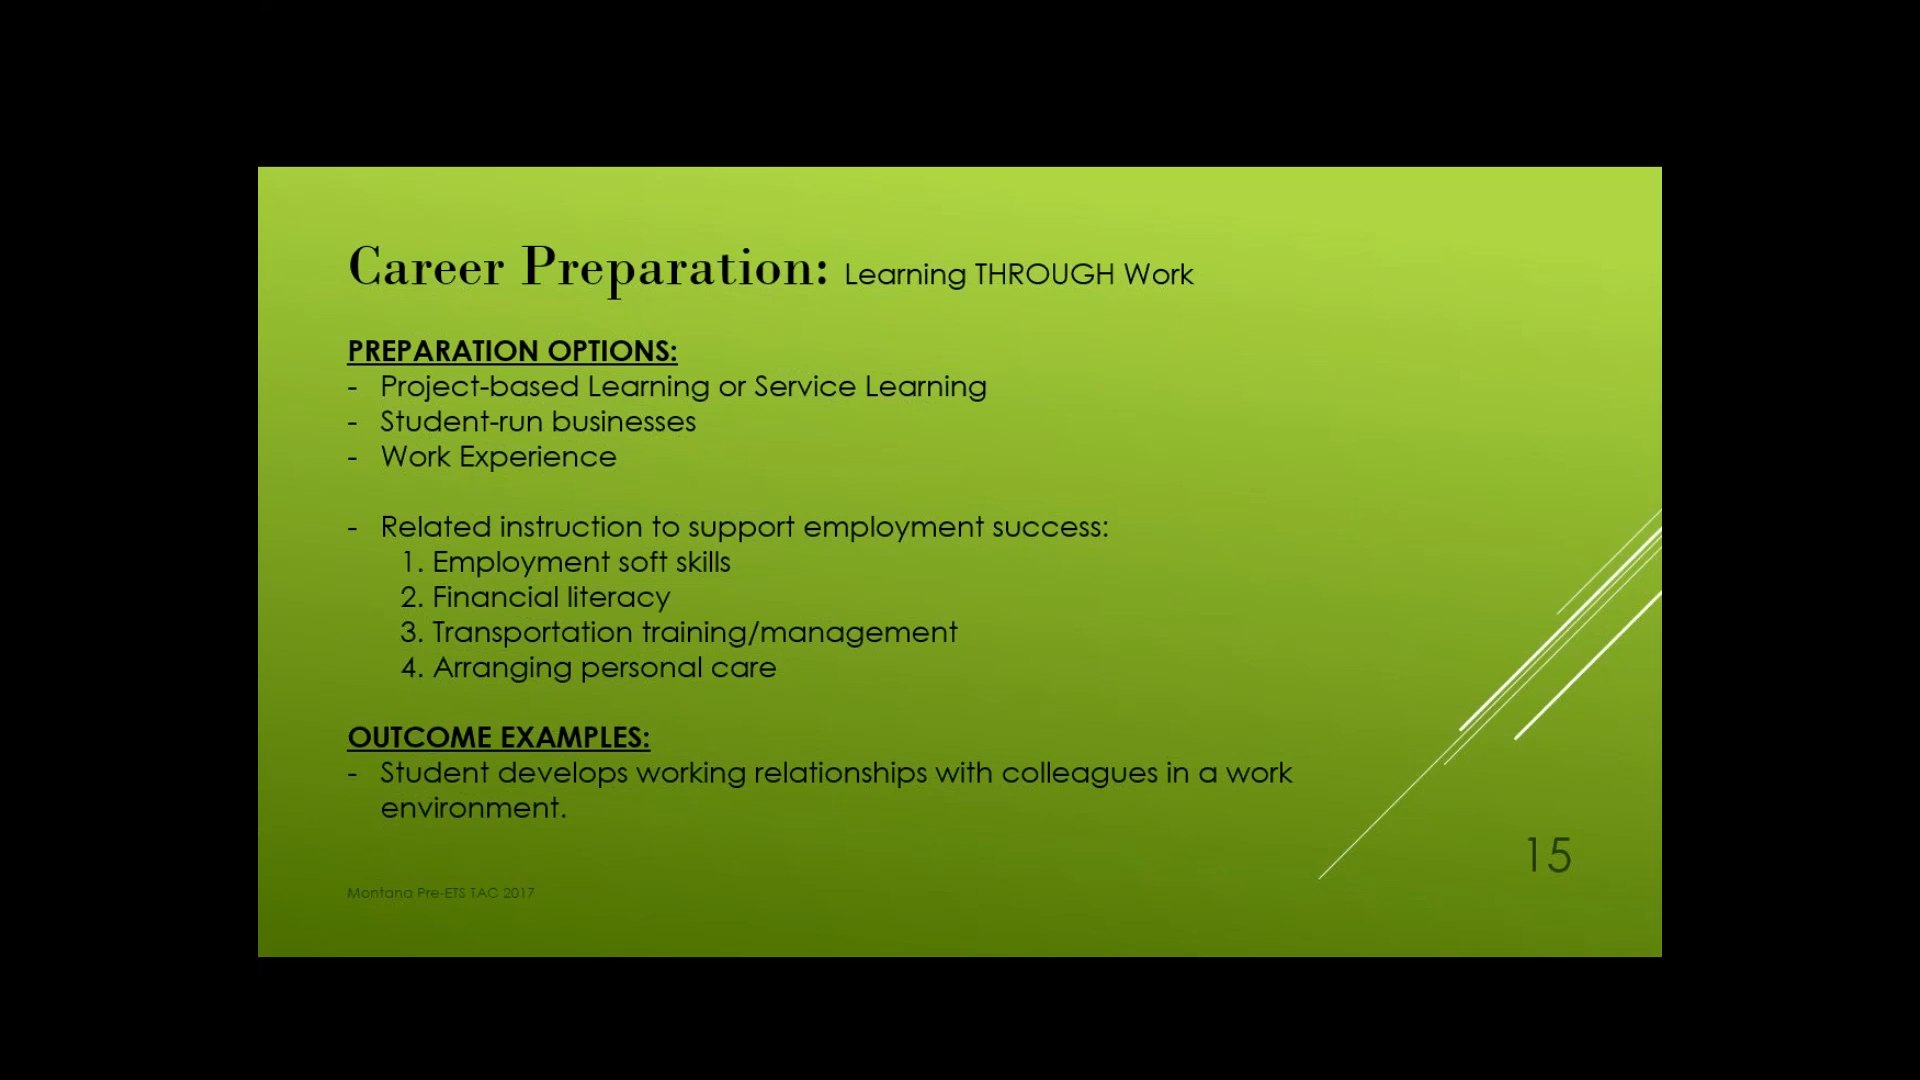 Career Preparation: Learning THROUGH Work
PREPARATION OPTIONS:
- Project-based Learning or Service Learning
- Student-run businesses
- Work Experience
- Related instruction to support employment success:
1. Employment soft skills
2. Financial literacy
3. Transportation training/management
4. Arranging personal care
OUTCOME EXAMPLES:
- Student develops working relationships with colleagues in a work
environment.
15
Montana Pre-ETS TAC 2017